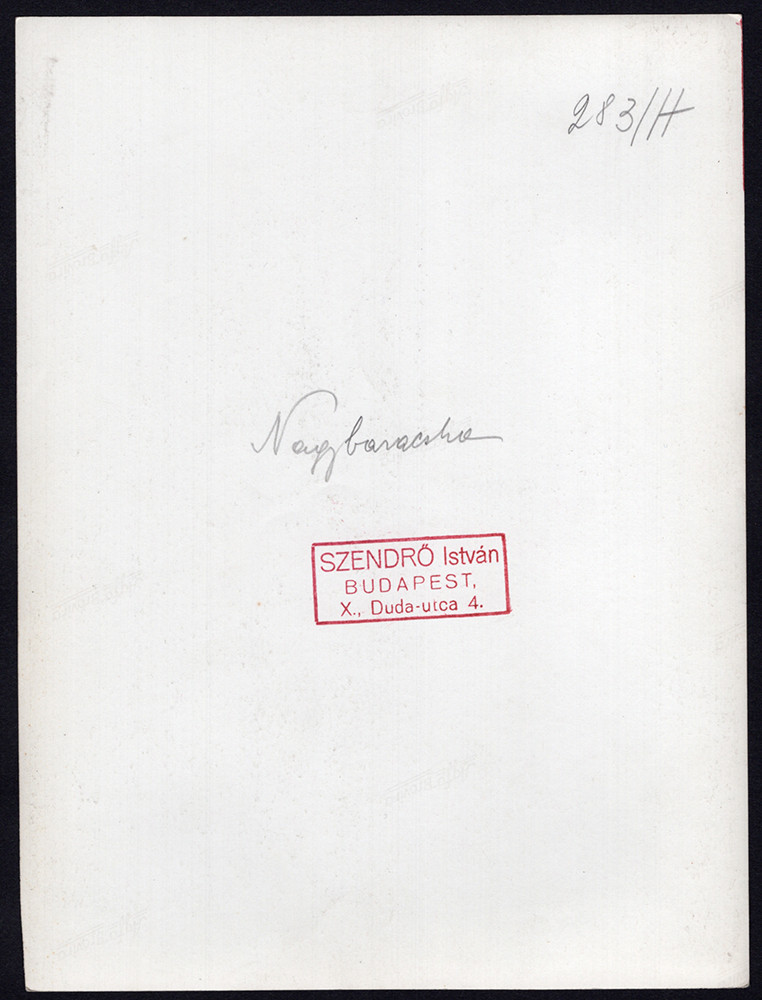 283/H
Nagybaracska
SZENDRŐ István
BUDAPEST,
X., Duda-utca 4.